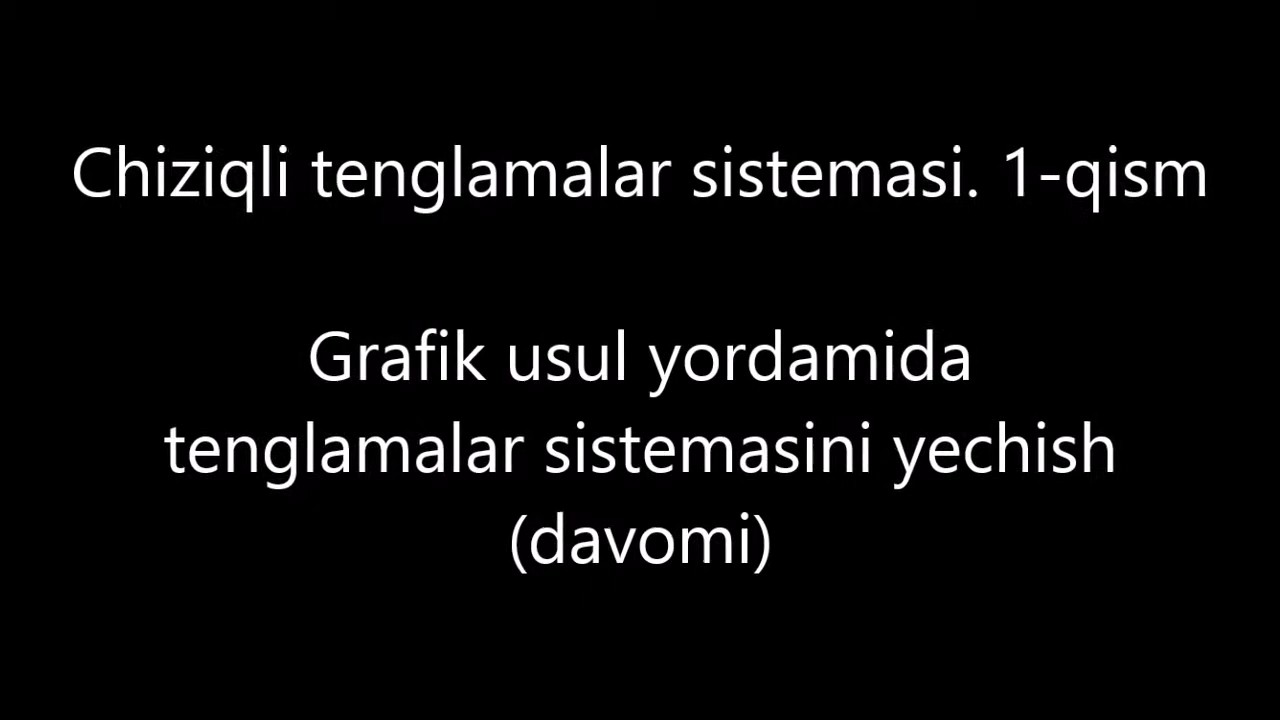 Chiziqli tenglamalar sistemasi. 1-qism
Grafik usul yordamida
tenglamalar sistemasini yechish
(davomi)